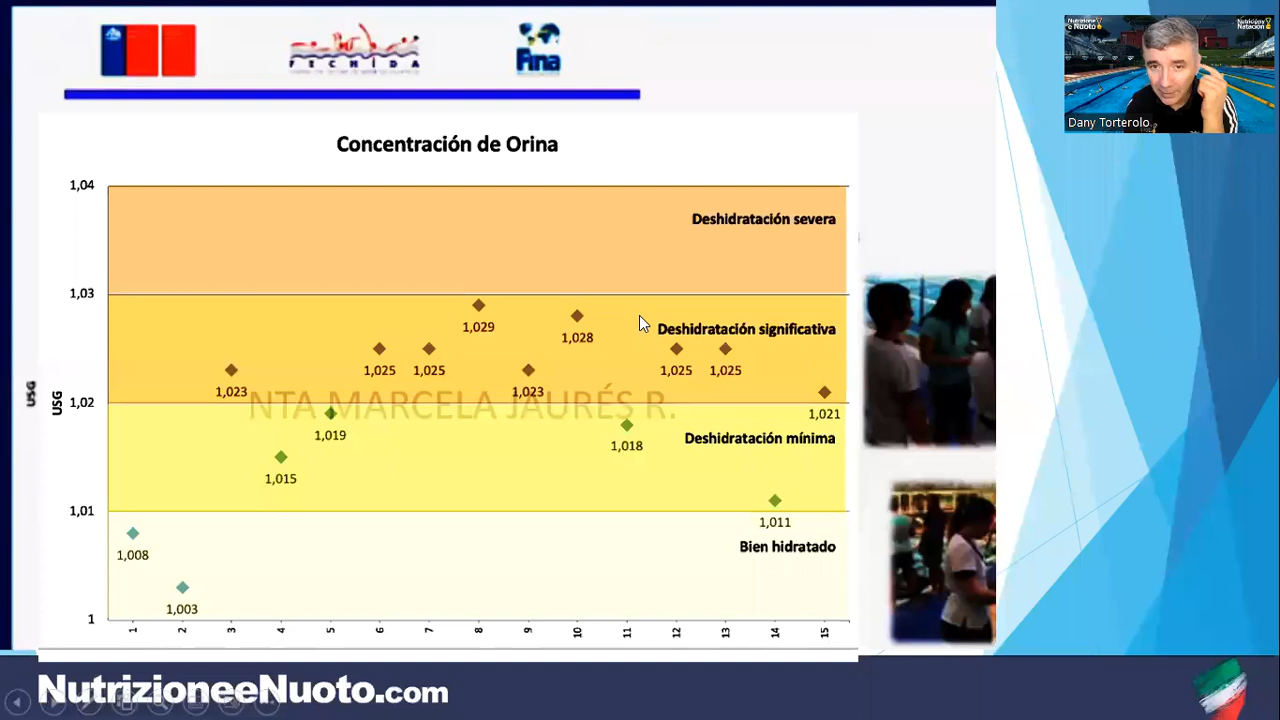 FECHIDA
Fina
Nutrizione
e Nuoto
Nutrición y
Natación
Dany Torterolo
Concentración de Orina
1,04
Deshidratación severa
1,03
1,029
1,028
Deshidratación significativa
1,023
1,025
1,025
1,023
1,025
1,025
NTA MARCELA JAURÉS R.
USG
USG
1,02
1,021
1,019
1,018
Deshidratación mínima
1,015
1,01
1,011
1,008
Bien hidratado
1,003
1
1 2 3 4 5 6 7 8 9 10 11 12 13 14 15
NutrizioneeNuoto.com